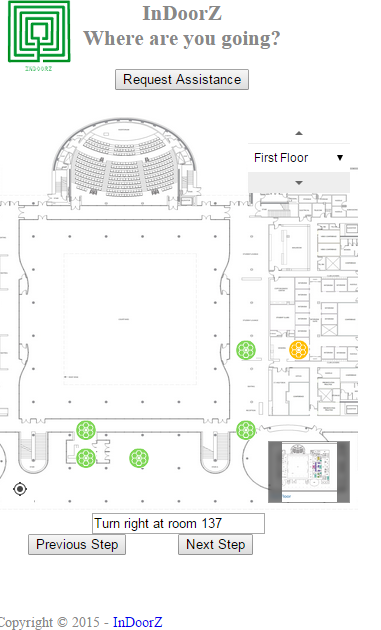 InDoorZ
Where are you going?
INDOORZ
Request Assistance
First Floor
Turn right at room 137
Previous Step
Next Step
Copyright © 2015 - InDoorZ